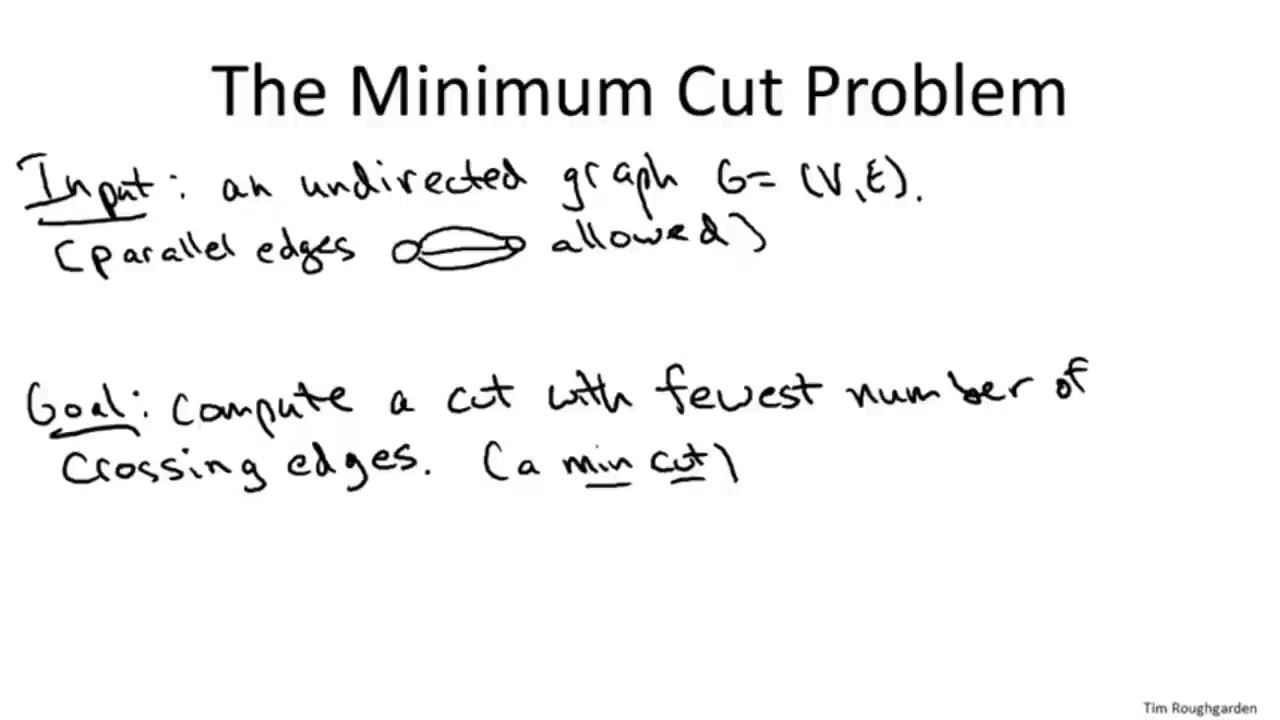 The Minimum Cut Problem
Input: an undirected graph G= (V,E).
(parallel edges allowed)
Goal: compute a cut with fewest number of
crossing edges. (a min cut)
Tim Roughgarden